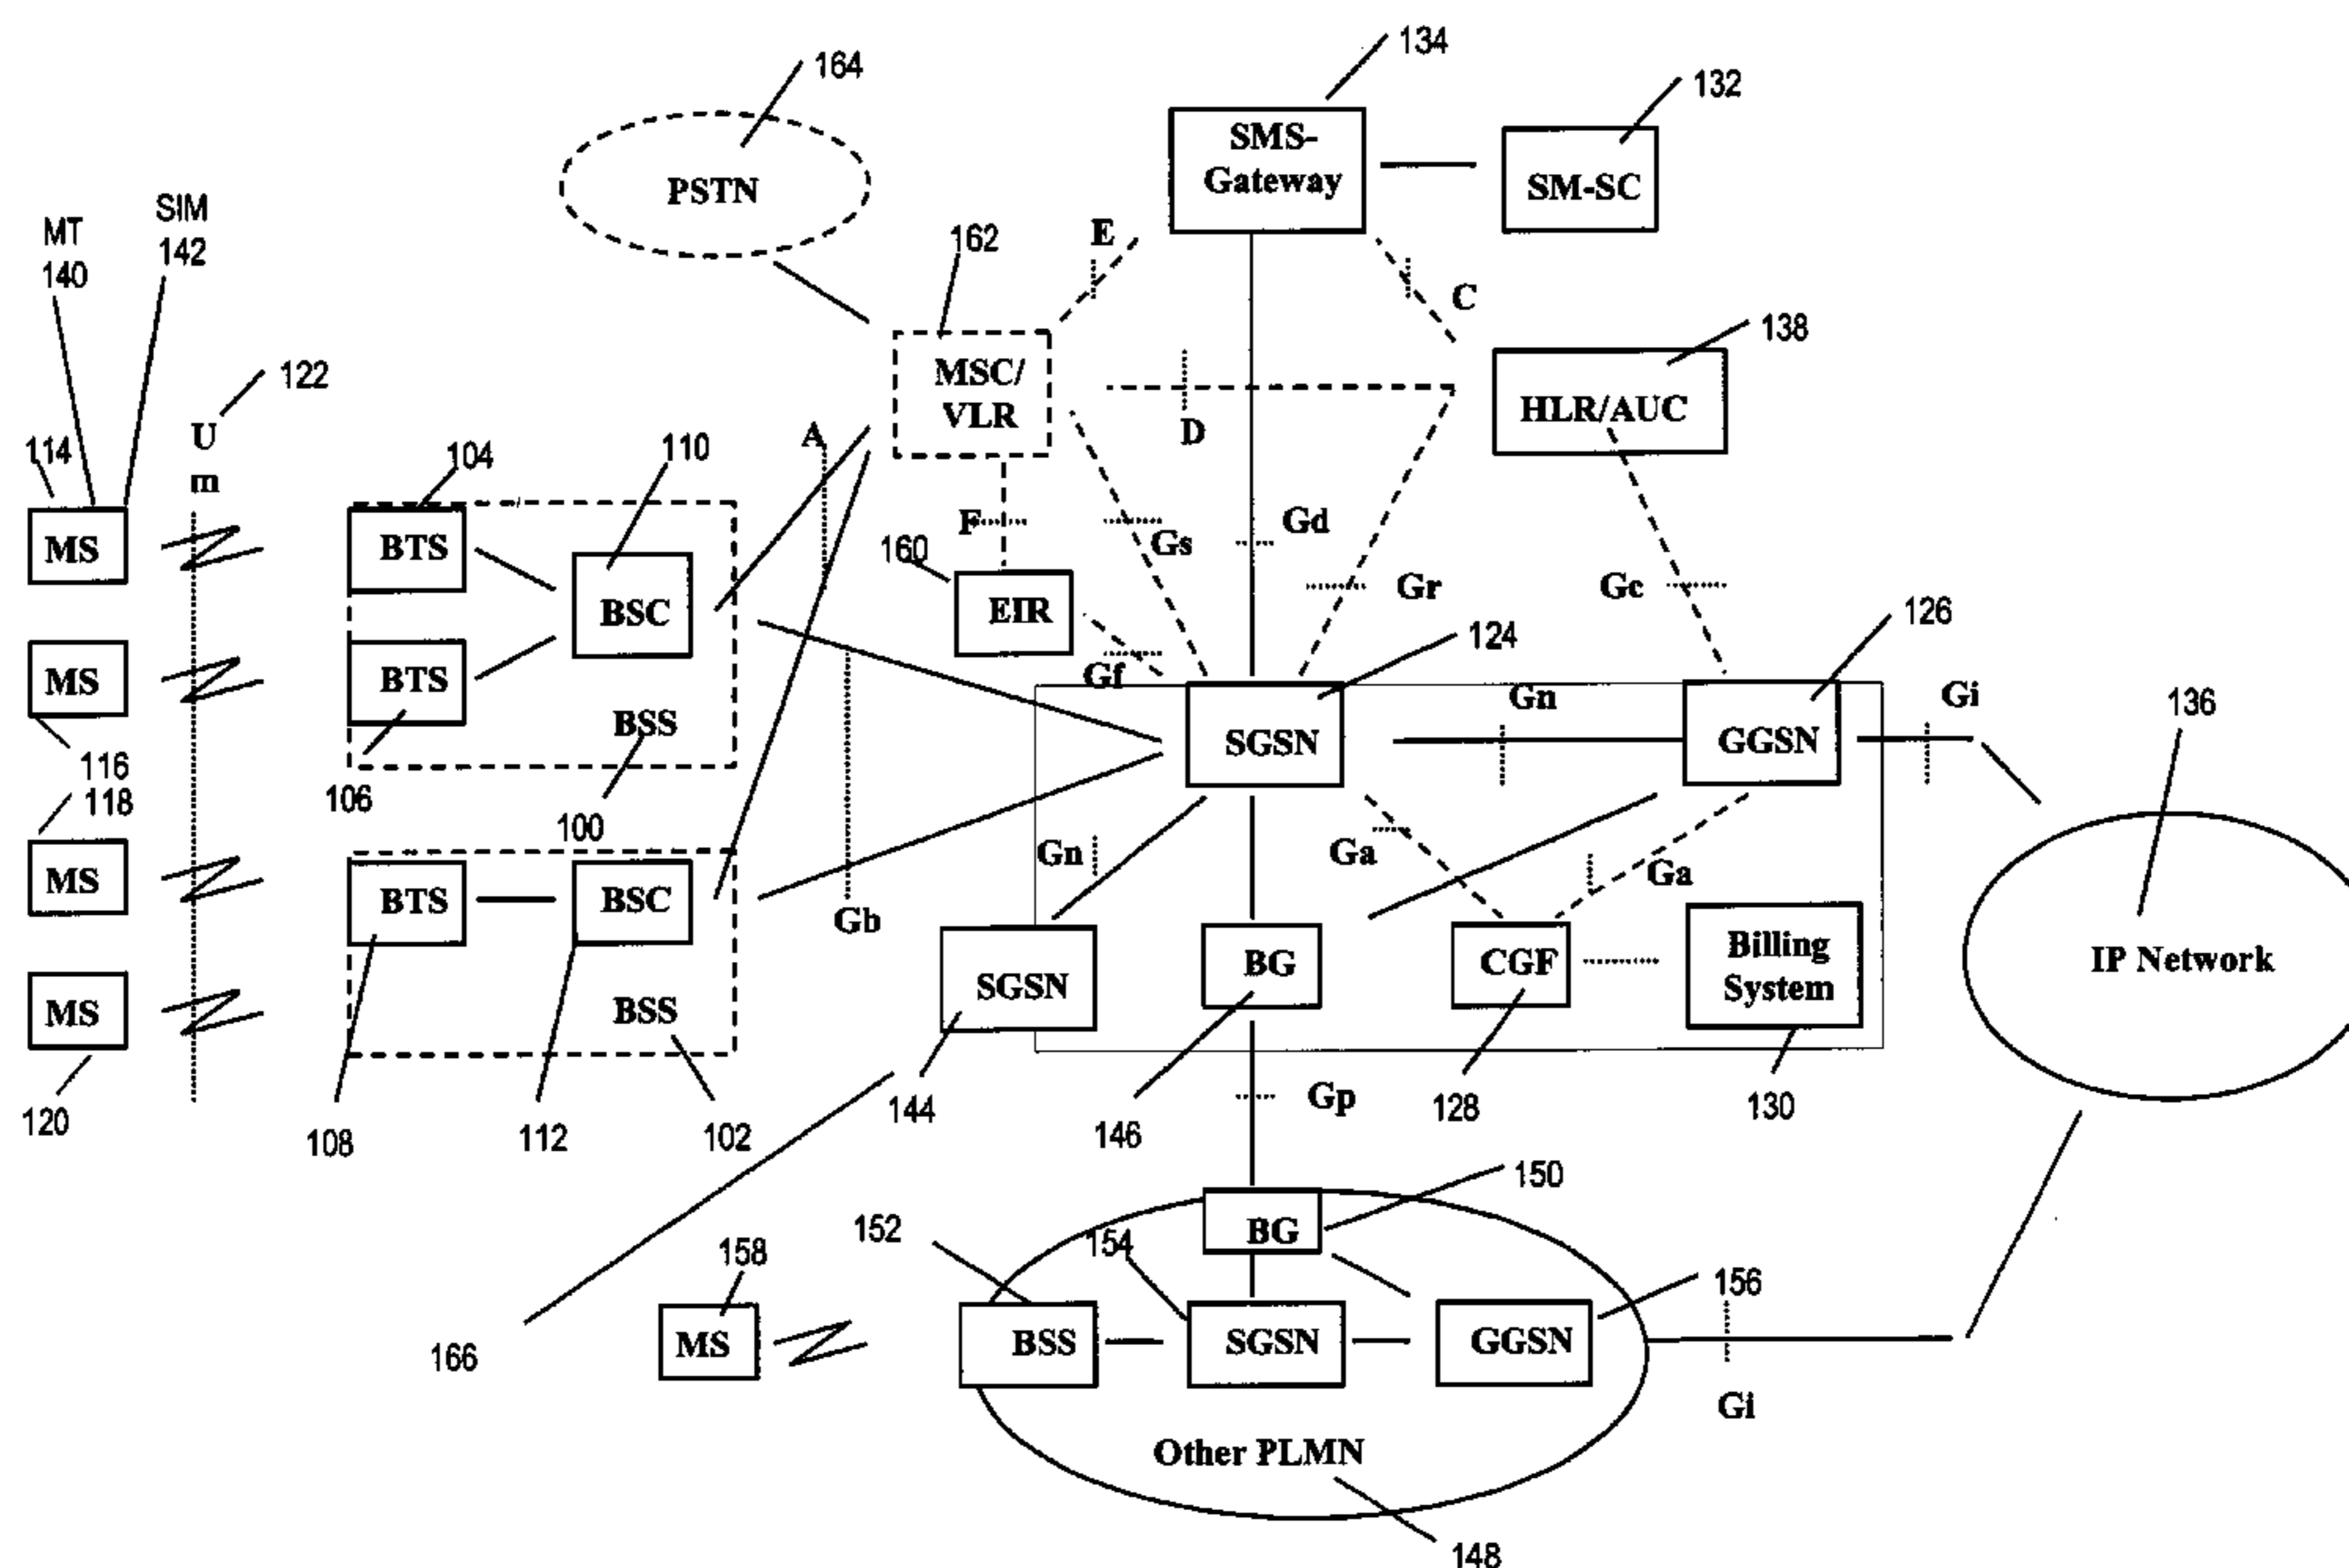 134
164
132
SMS-
Gateway
SM-SC
PSTN
MT
140
SIM
142
162
E
C
138
122
MSC/
VLR
HLR/AUC
D
U
m
A
114
104
110
MS
BTS
BSC
F
Gs
Gd
160
EIR
Gr
Gc
126
124
MS
BTS
BSS
Gf
SGSN
Gn
GGSN
Gi
136
116
118
106
100
Gn
Ga
Ga
MS
BTS
BSC
Gb
SGSN
BG
CGF
Billing
System
IP Network
MS
BSS
120
108
112
102
144
146
Gp
128
130
150
152
154
158
BG
156
166
MS
BSS
SGSN
GGSN
Gi
Other PLMN
148